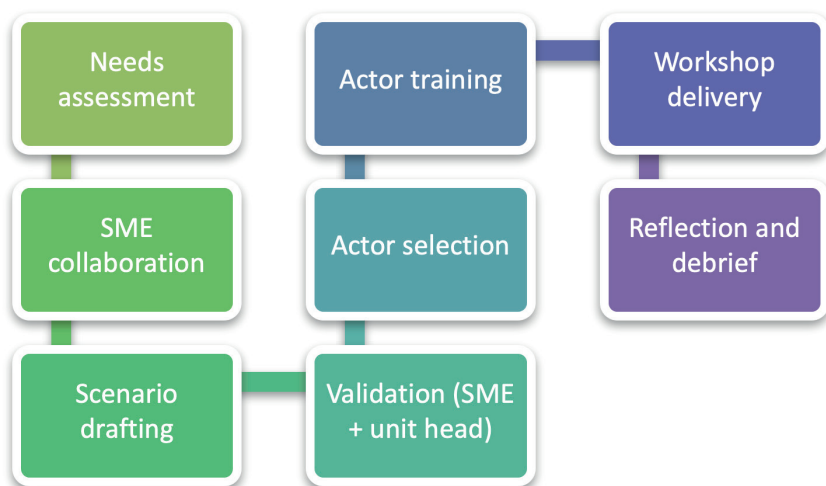 Needs
assessment
SME
collaboration
Scenario
drafting
Validation (SME
+ unit head)
Actor selection
Actor training
Workshop
delivery
Reflection and
debrief